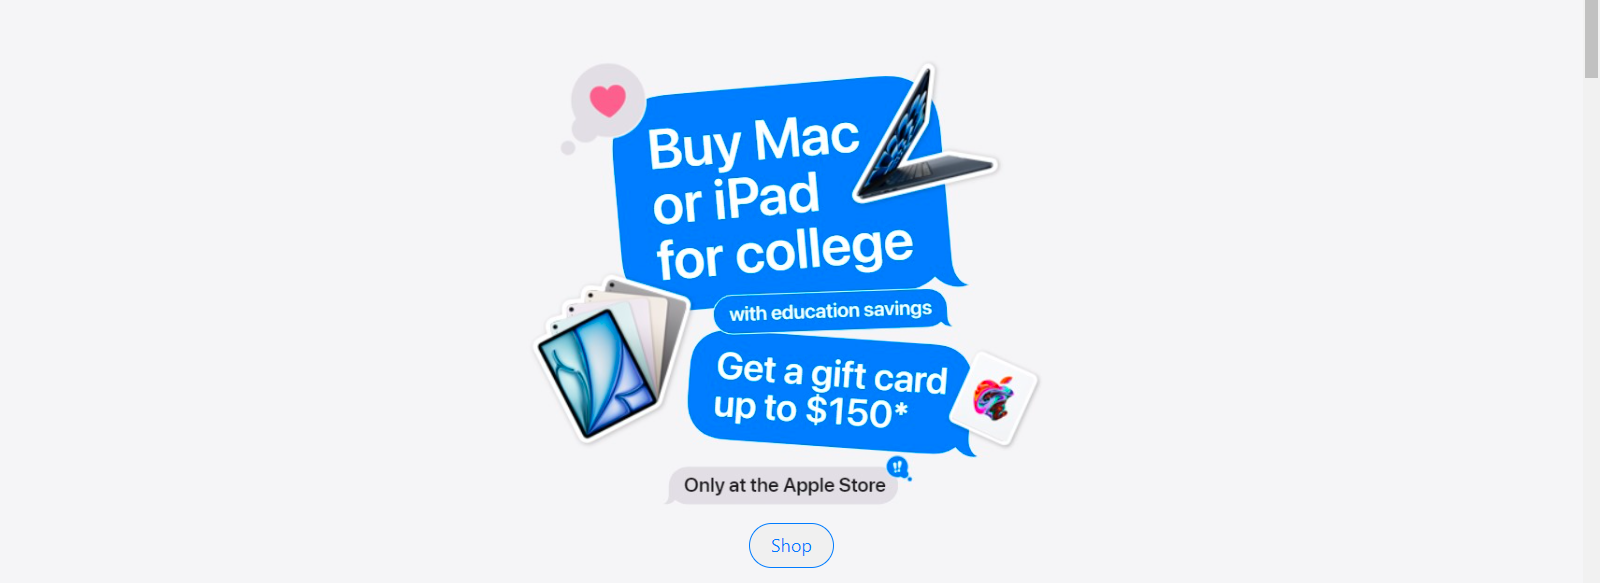 Buy Mac
or iPad
for college
with education savings
Get a gift card
up to $150*
Only at the Apple Store
!!
Shop